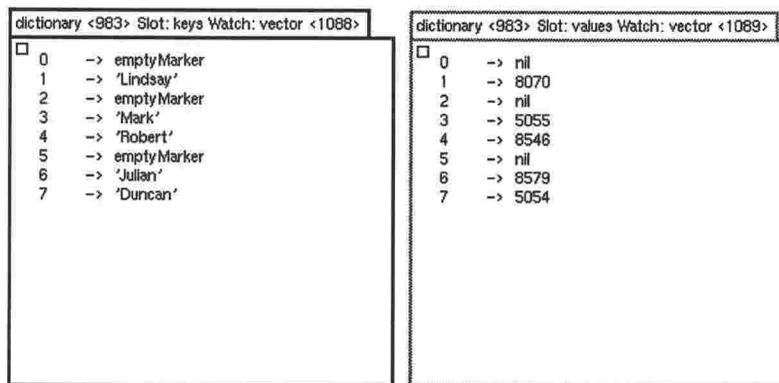 dictionary <983> Slot: keys Watch: vector <1088>
0 -> emptyMarker
1 -> 'Lindsay'
2 -> emptyMarker
3 -> 'Mark'
4 -> 'Robert'
5 -> emptyMarker
6 -> 'Julian'
7 -> 'Duncan'
dictionary <983> Slot: values Watch: vector <1089>
0 -> nil
1 -> 8070
2 -> nil
3 -> 5055
4 -> 8546
5 -> nil
6 -> 8579
7 -> 5054